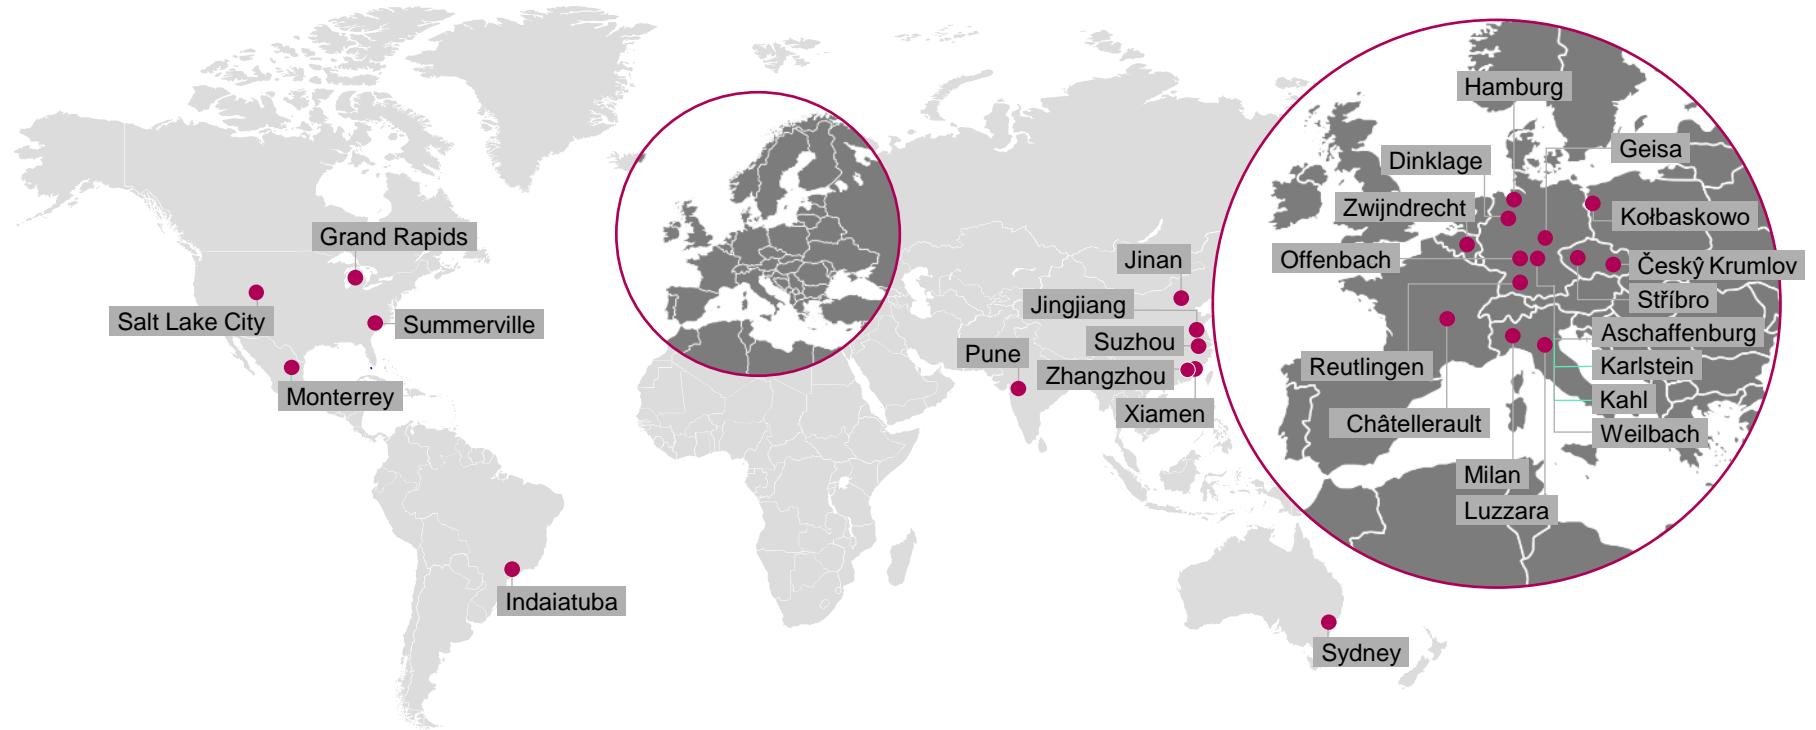 Hamburg
Geisa
Dinklage
Zwijndrecht
Kołbaskowo
Grand Rapids
Offenbach
Jinan
Českŷ Krumlov
Stříbro
Jingjiang
Salt Lake City
Summerville
Aschaffenburg
Suzhou
Pune
Reutlingen
Karlstein
Zhangzhou
Monterrey
Kahl
Xiamen
Châtellerault
Weilbach
Milan
Luzzara
Indaiatuba
Sydney